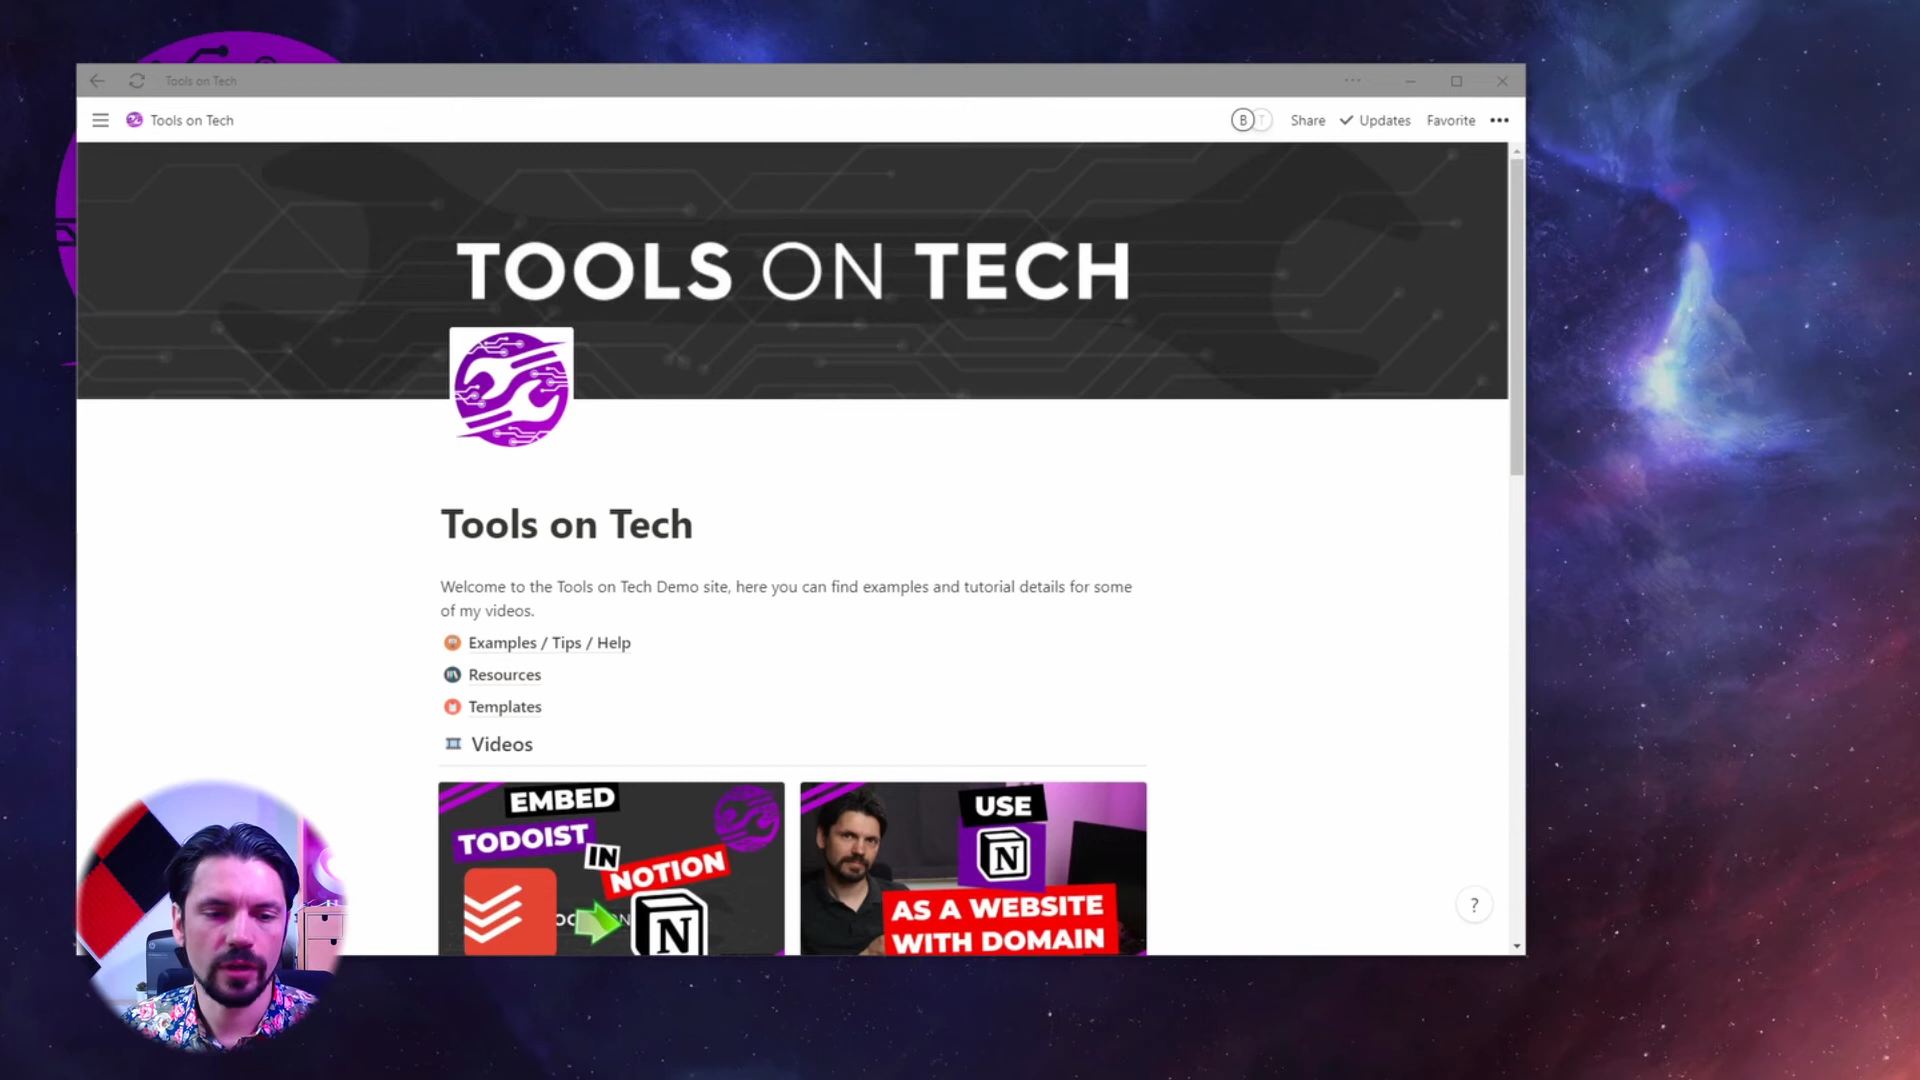 Tools on Tech
Tools on Tech
B T Share Updates Favorite
TOOLS ON TECH
Tools on Tech
Welcome to the Tools on Tech Demo site, here you can find examples and tutorial details for some
of my videos.
Examples / Tips / Help
Resources
Templates
Videos
EMBED
TODOIST
IN
NOTION
N
USE
N
AS A WEBSITE
WITH DOMAIN
?